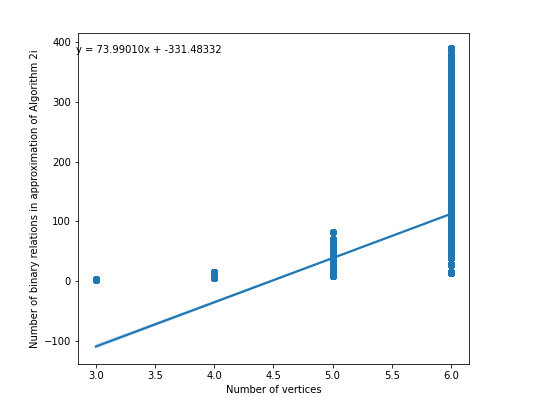 400
y = 73.99010x + -331.48332
300
200
100
0
−100
Number of binary relations in approximation of Algorithm 2i
3.0 3.5 4.0 4.5 5.0 5.5 6.0
Number of vertices